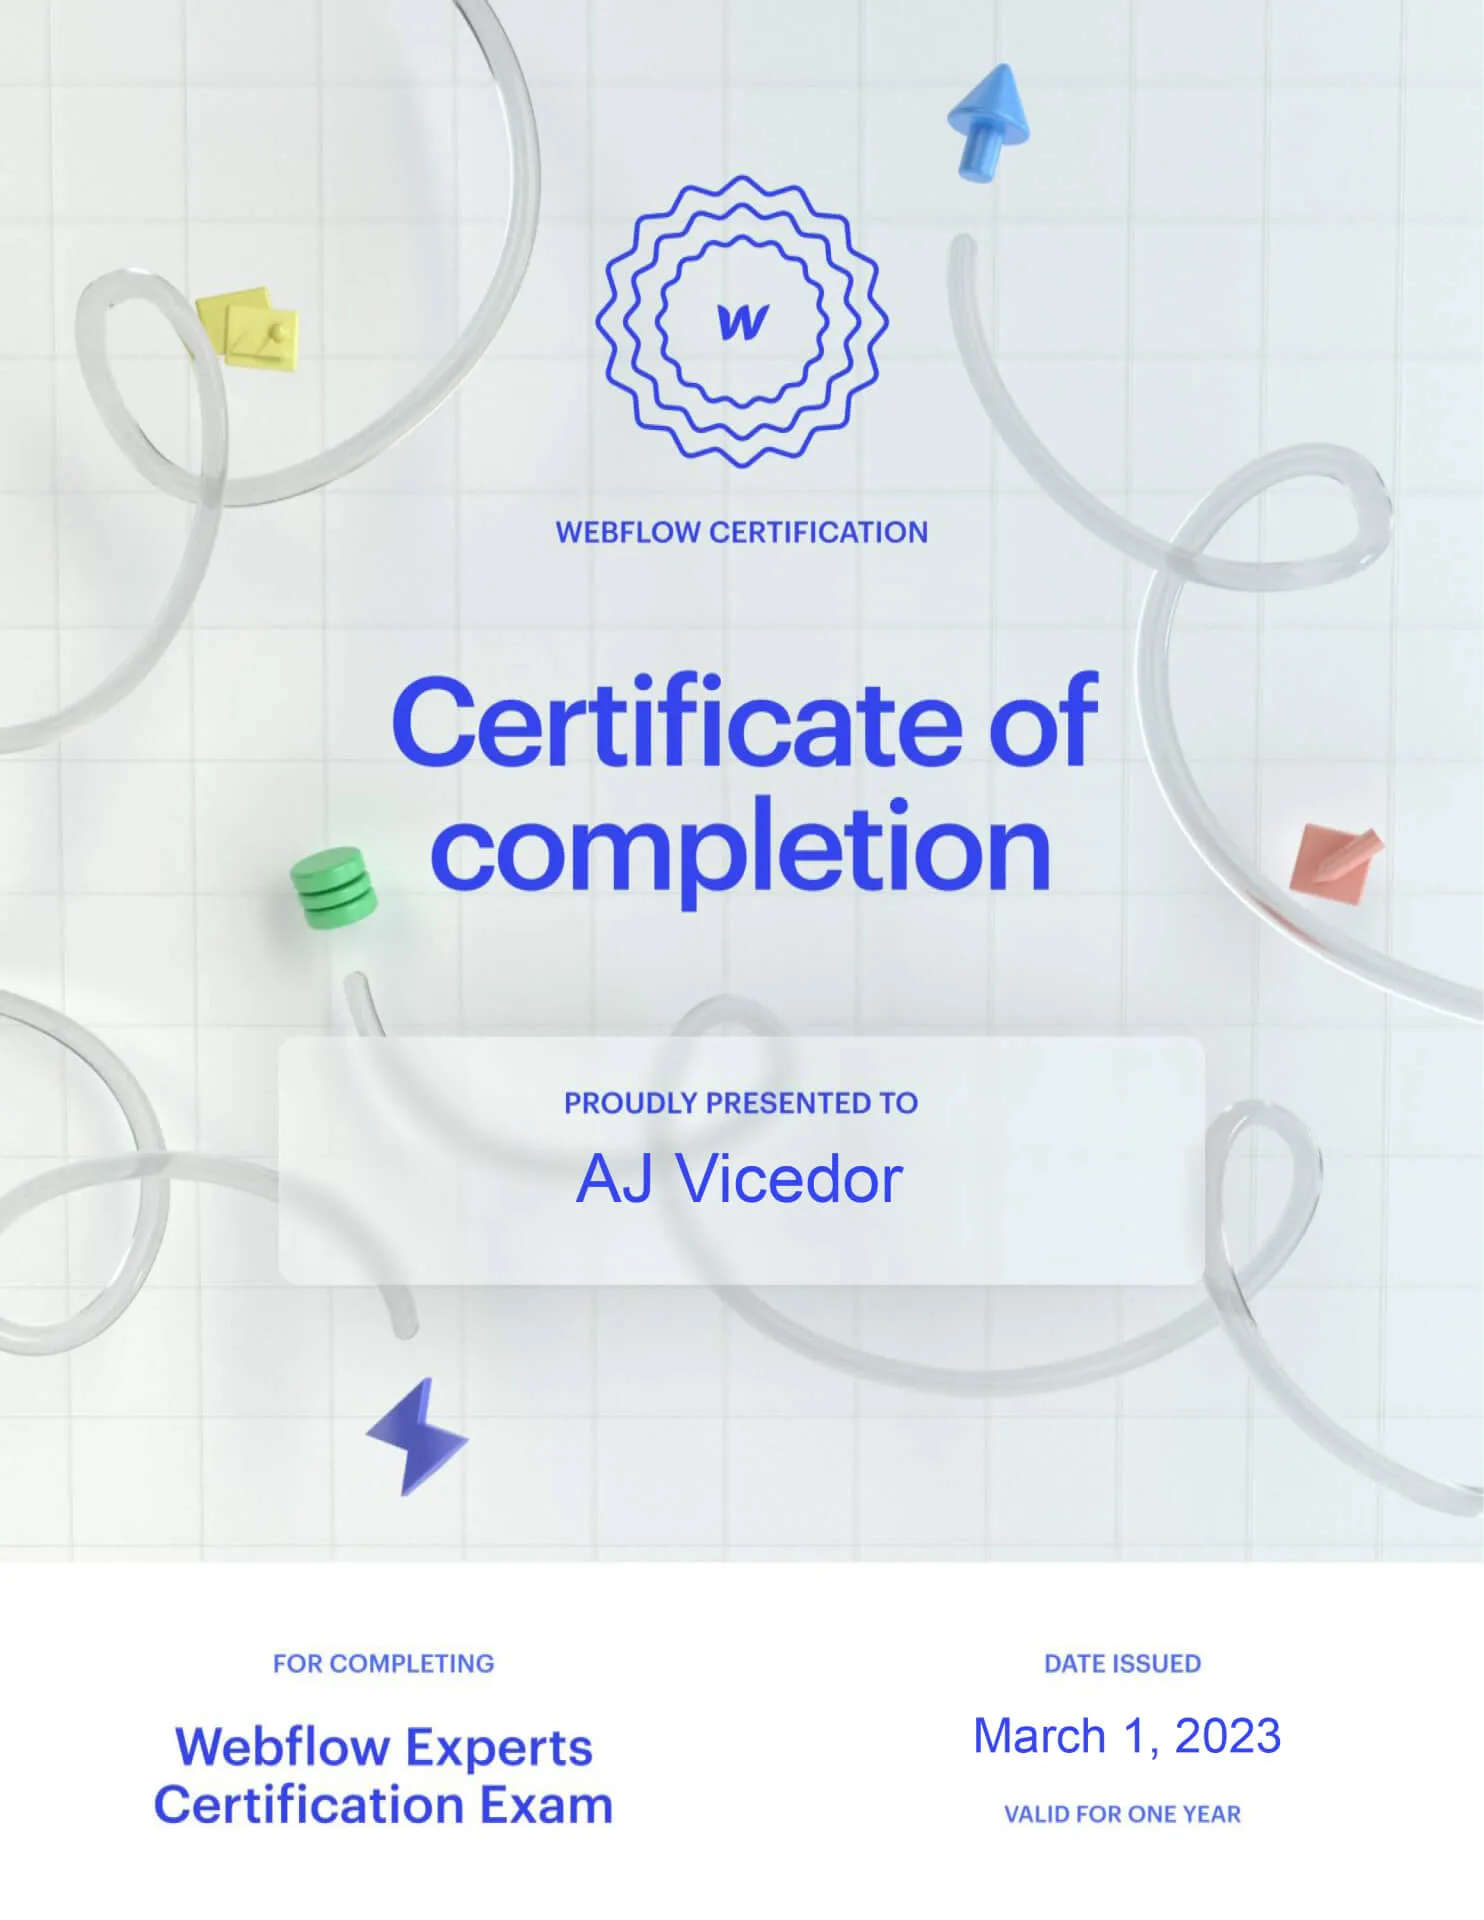 W
WEBFLOW CERTIFICATION
Certificate of
completion
PROUDLY PRESENTED TO
AJ Vicedor
FOR COMPLETING
Webflow Experts
Certification Exam
DATE ISSUED
March 1, 2023
VALID FOR ONE YEAR